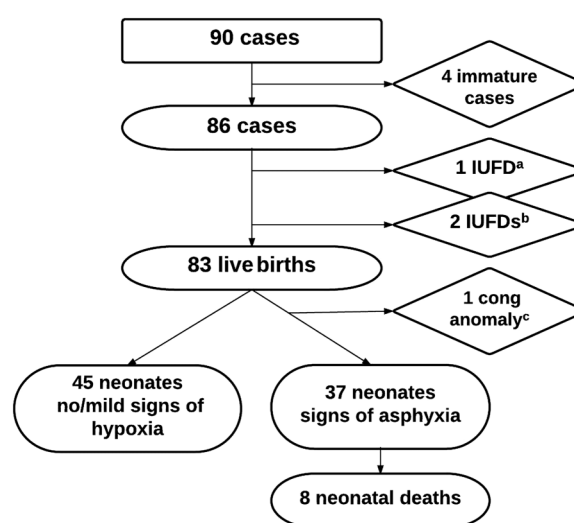 90 cases
4 immature
cases
86 cases
1 IUFDᵃ
2 IUFDsᵇ
83 live births
1 cong
anomalyᶜ
45 neonates
no/mild signs of
hypoxia
37 neonates
signs of asphyxia
8 neonatal deaths